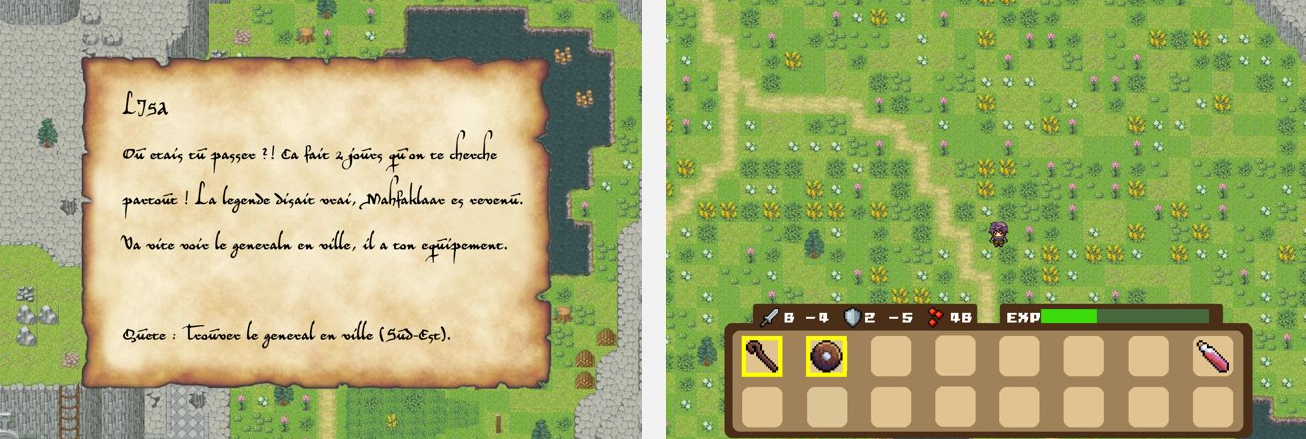 Lisa
Où etais tu passer ?! Ca fait 2 jours qu'on te cherche
partout ! La legende disait vrai, Mahfaklaar es revenu.
Va vite voir le generaln en ville, il a ton equipement.
Quete : Trouver le general en ville (Sud-Est).
8 -4 2 -5 48 EXP